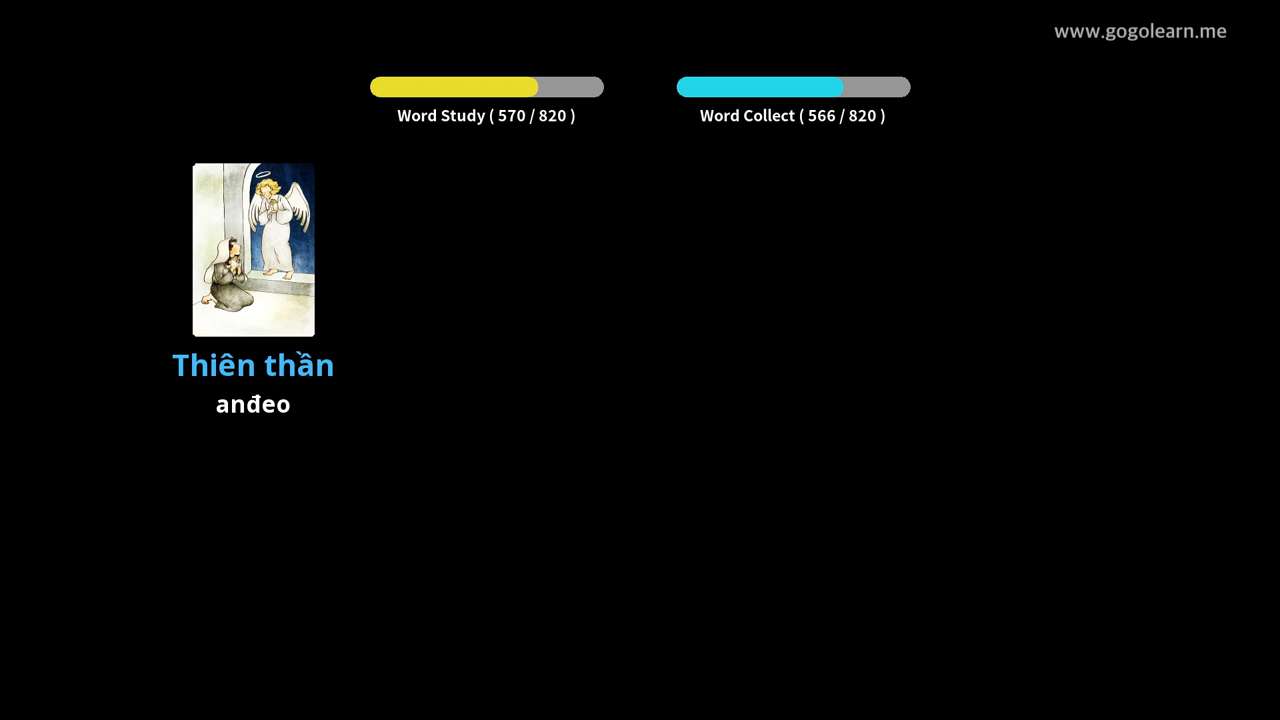 www.gogolearn.me
Word Study ( 570 / 820 )
Word Collect ( 566 / 820 )
Thiên thần
anđeo